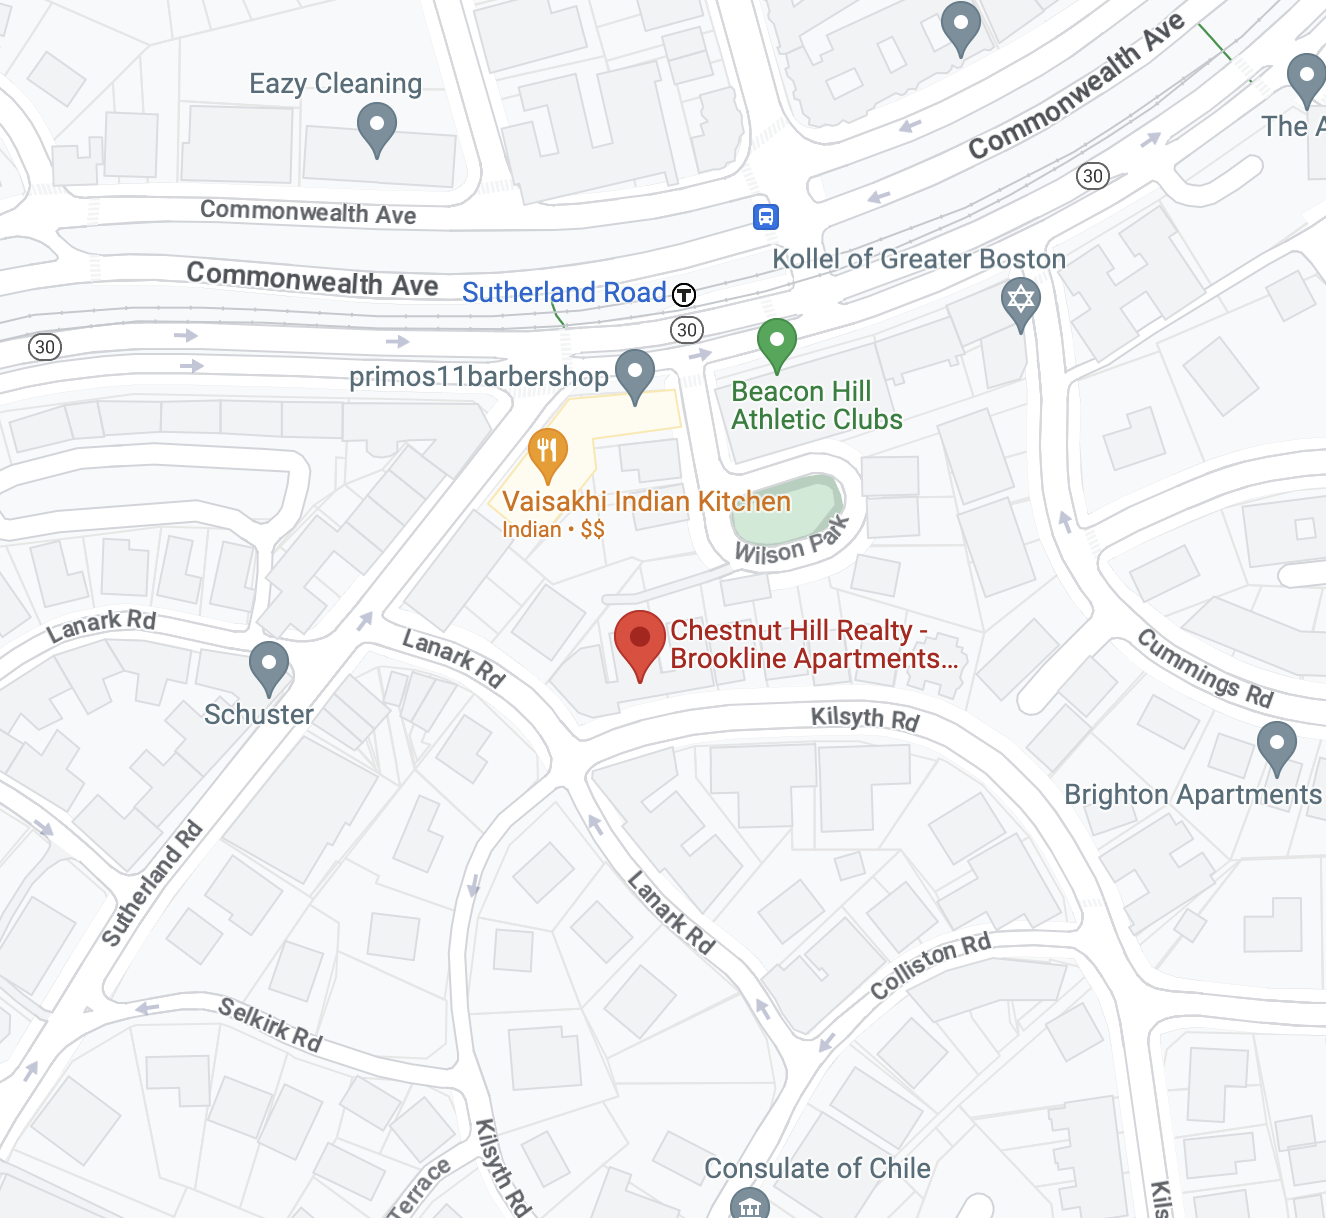 Commonwealth Ave
Eazy Cleaning
The A
30
Commonwealth Ave
Kollel of Greater Boston
Commonwealth Ave
Sutherland Road
T
30
30
primos11barbershop
Beacon Hill
Athletic Clubs
Vaisakhi Indian Kitchen
Indian • $$
Wilson Park
Lanark Rd
Lanark Rd
Chestnut Hill Realty -
Brookline Apartments...
Cummings Rd
Schuster
Kilsyth Rd
Brighton Apartments
Sutherland Rd
Lanark Rd
Colliston Rd
Selkirk Rd
Kilsyth Rd
Consulate of Chile
Terrace
Kils